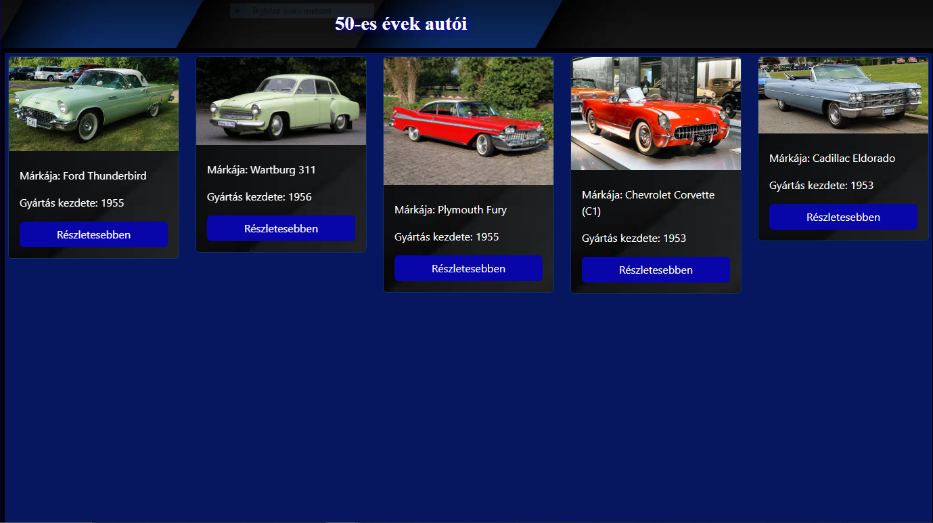 50-es évek autói
Márkája: Ford Thunderbird
Gyártás kezdete: 1955
Részletesebben
Márkája: Wartburg 311
Gyártás kezdete: 1956
Részletesebben
Márkája: Plymouth Fury
Gyártás kezdete: 1955
Részletesebben
Márkája: Chevrolet Corvette
(C1)
Gyártás kezdete: 1953
Részletesebben
Márkája: Cadillac Eldorado
Gyártás kezdete: 1953
Részletesebben